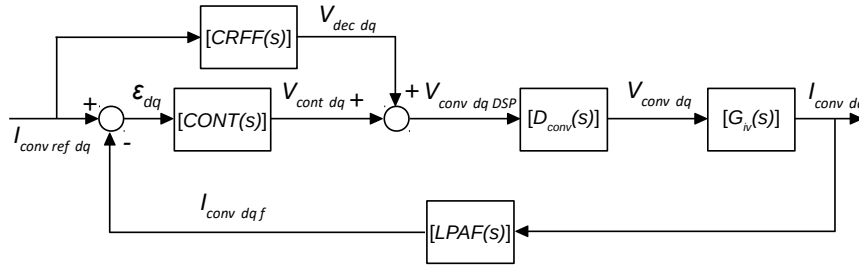 V dec dq
[CRFF(s)]
+ ε dq V cont dq + + V conv dq DSP V conv dq I conv dq
[CONT(s)] [D conv (s)] [G iv (s)]
I conv ref dq -
I conv dq f
[LPAF(s)]